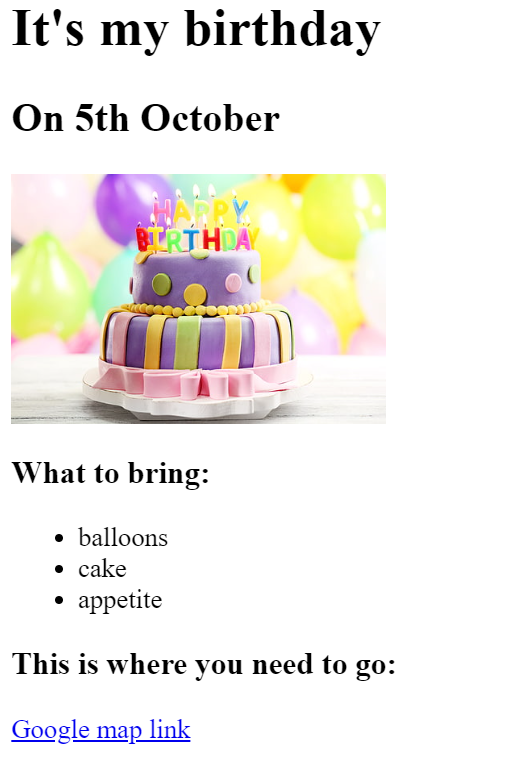 It's my birthday
On 5th October
HAPPY
BIRTHDAY
What to bring:
balloons
cake
appetite
This is where you need to go:
Google map link